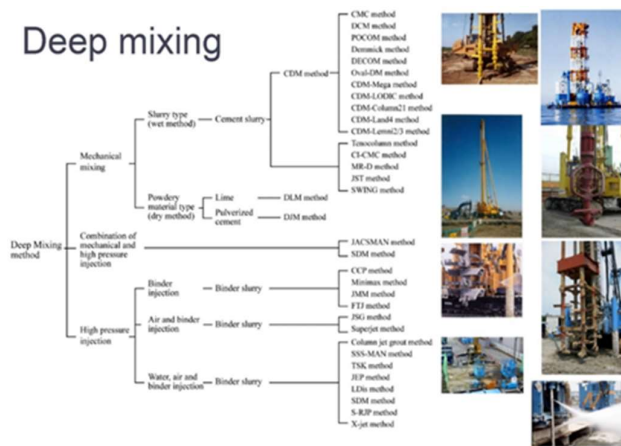 Deep mixing
Deep Mixing
method
Mechanical
mixing
Slurry type
(wet method)
Cement slurry
CDM method
CMC method
DCM method
POCOM method
Demnick method
DECOM method
Oval-DM method
CDM-Mega method
CDM-LODIC method
CDM-Column21 method
CDM-Land4 method
CDM-Lemni2/3 method
Tenocolumn method
CI-CMC method
MR-D method
JST method
SWING method
Powdery
material type
(dry method)
Lime
DLM method
Pulverized
cement
DJM method
Combination of
mechanical and
high pressure
injection
JACSMAN method
SDM method
High pressure
injection
Binder
injection
Binder slurry
CCP method
Minimax method
JMM method
FTJ method
Air and binder
injection
Binder slurry
JSG method
Superjet method
Water, air and
binder injection
Binder slurry
Column jet grout method
SSS-MAN method
TSK method
JEP method
LDis method
SDM method
S-RJP method
X-jet method